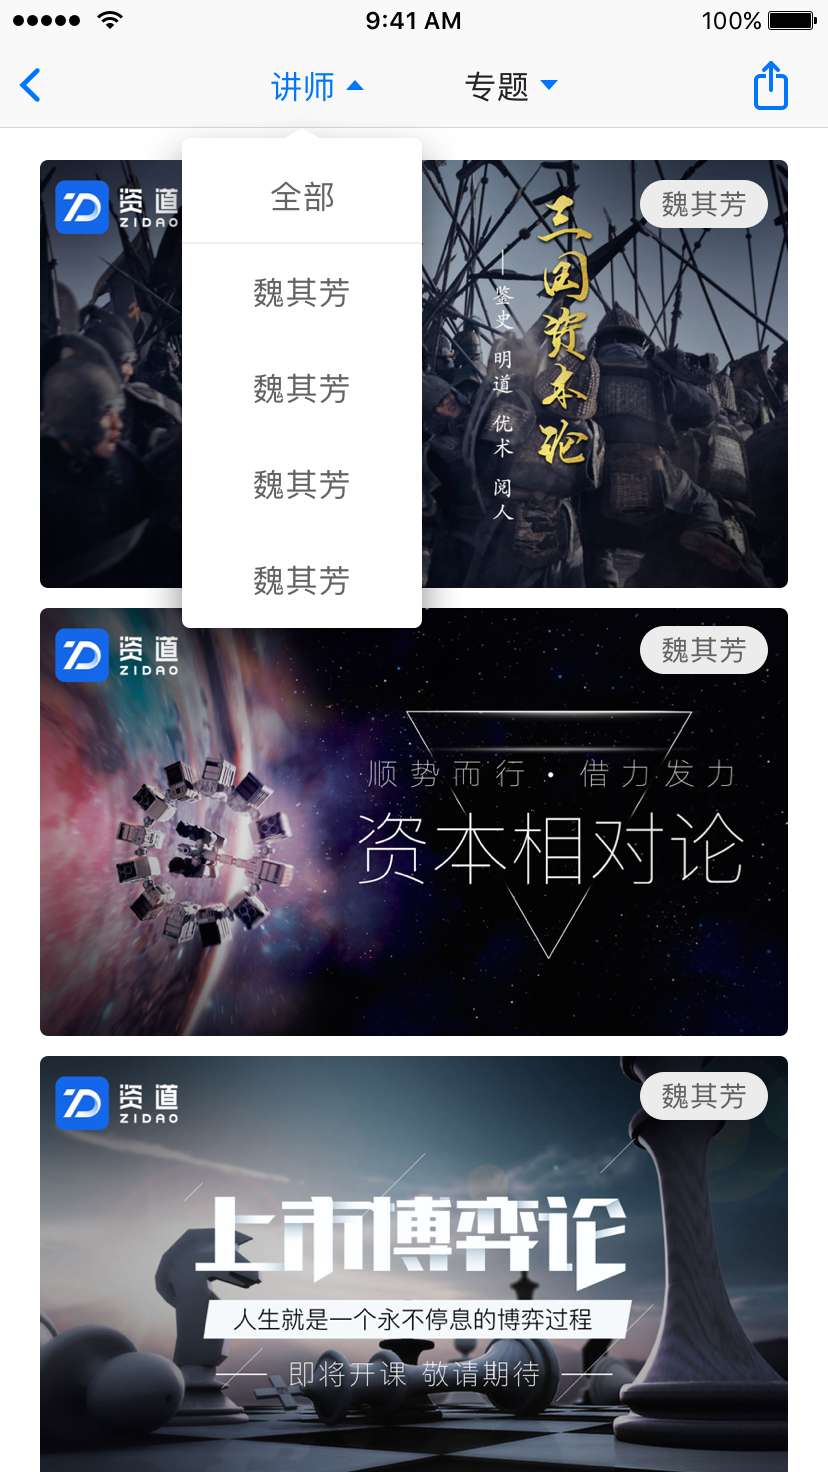 9:41 AM
100%
讲师
专题
全部
魏其芳
魏其芳
魏其芳
魏其芳
资道
ZIDAO
魏其芳
三国资本论
鉴史 明道 优术 阅人
资道
ZIDAO
魏其芳
顺势而行·借力发力
资本相对论
资道
ZIDAO
魏其芳
上市博弈论
人生就是一个永不停息的博弈过程
即将开课 敬请期待